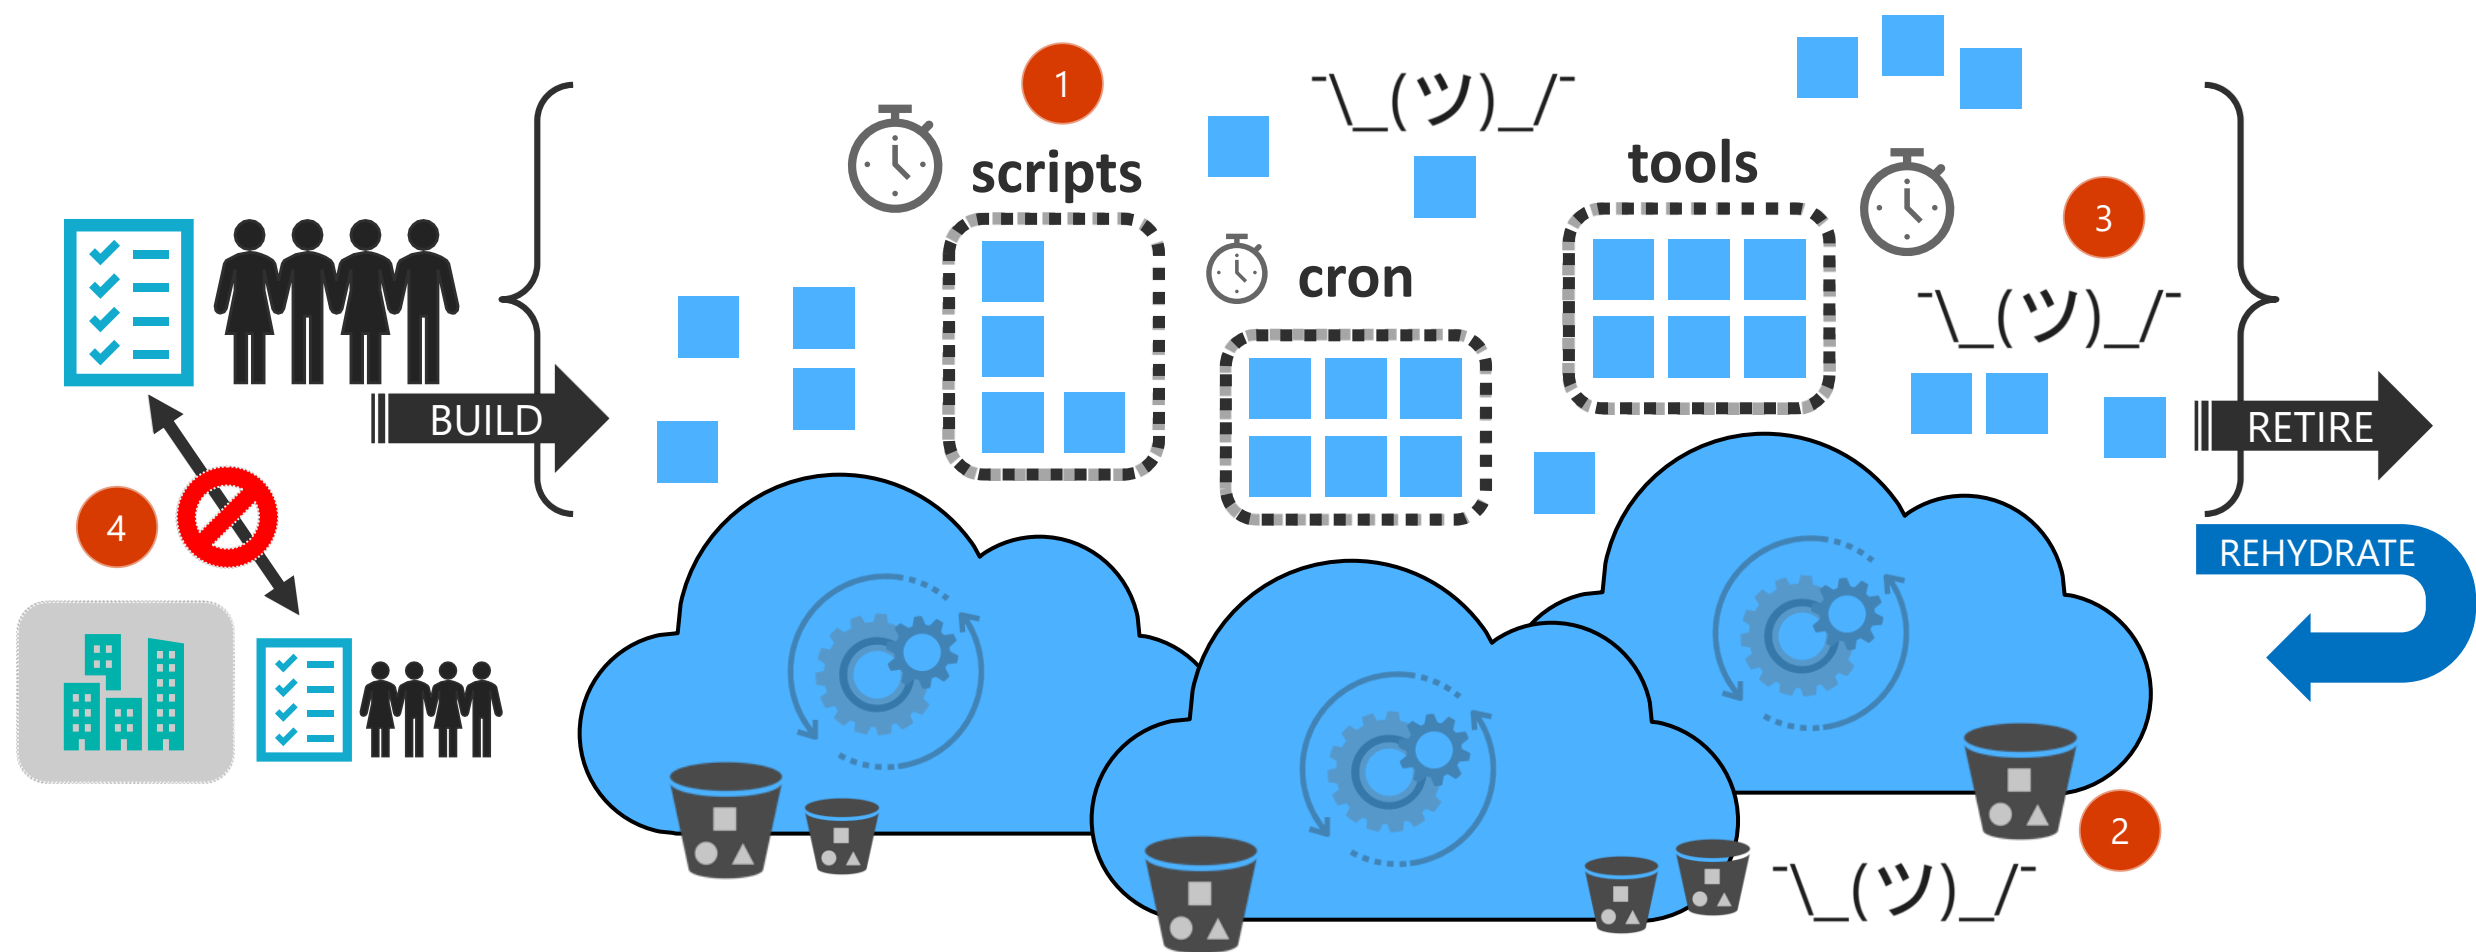 1
¯\_(ツ)_/¯
scripts
tools
3
cron
¯\_(ツ)_/¯
BUILD
RETIRE
4
REHYDRATE
2
¯\_(ツ)_/¯